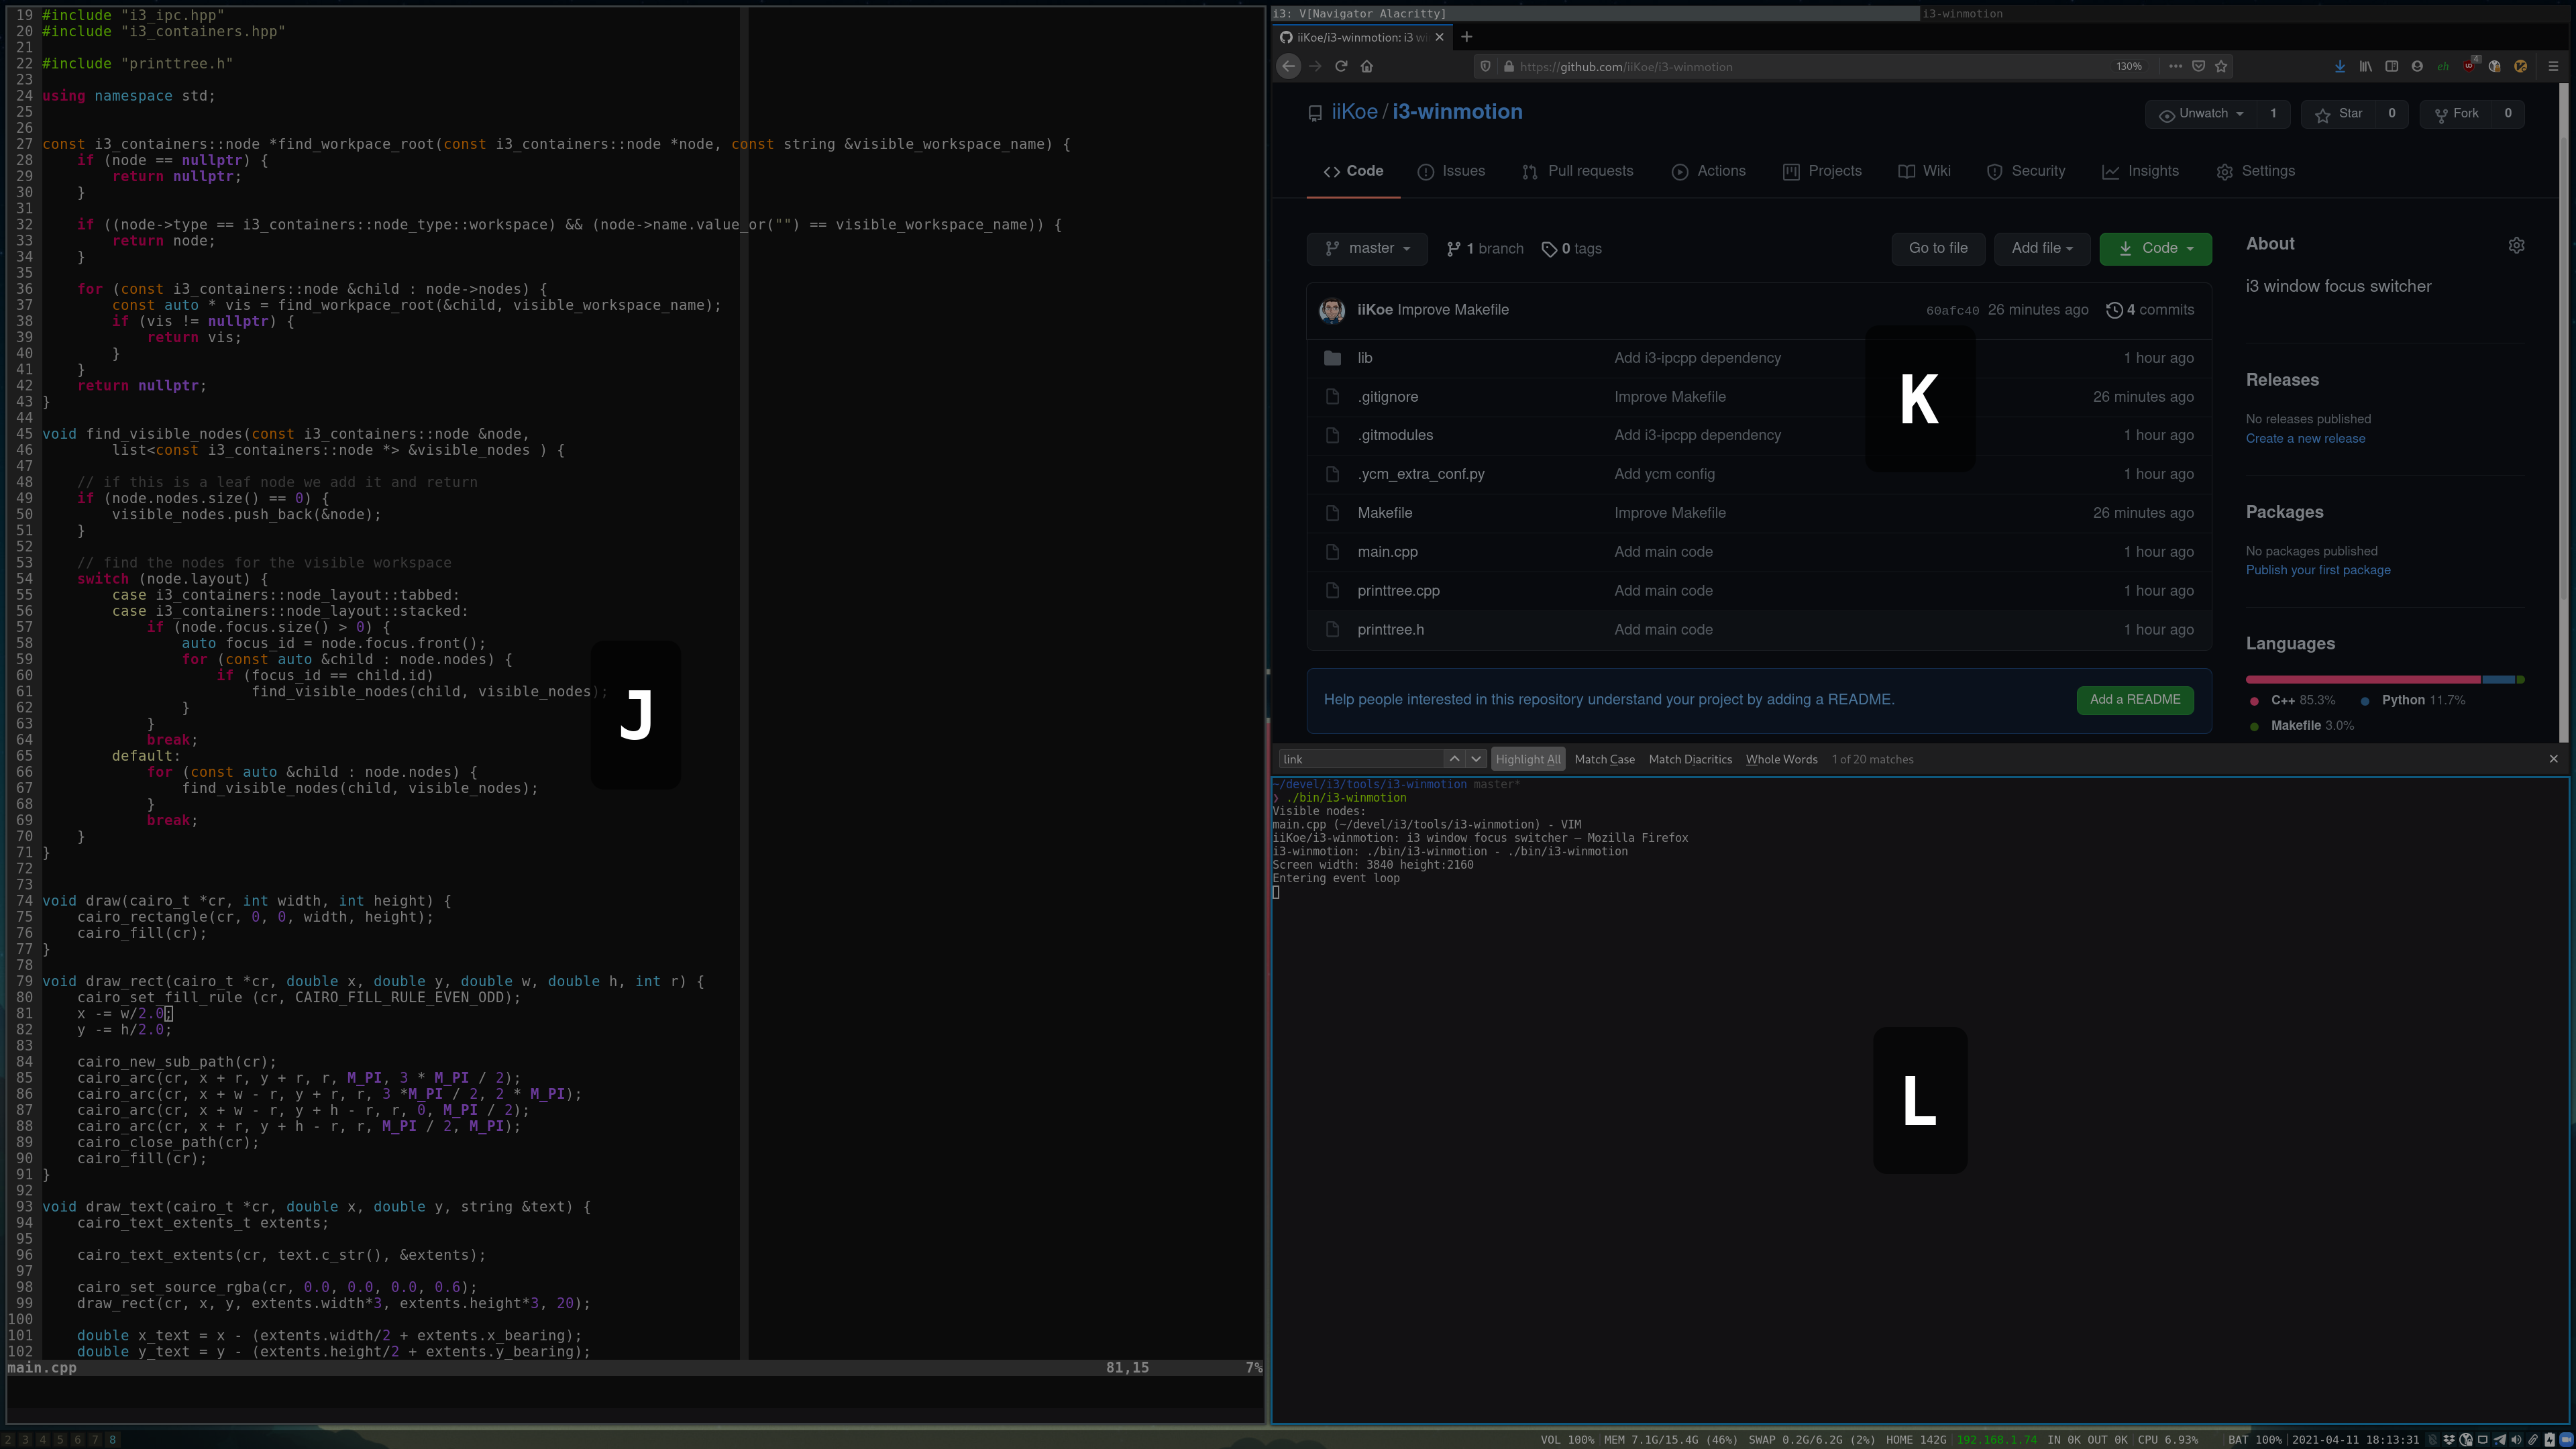 19 #include "i3_ipc.hpp"
20 #include "i3_containers.hpp"
21
22 #include "printtree.h"
23
24 using namespace std;
25
26
27 const i3_containers::node *find_workpace_root(const i3_containers::node *node, const string &visible_workspace_name) {
28     if (node == nullptr) {
29         return nullptr;
30     }
31
32     if ((node->type == i3_containers::node_type::workspace) && (node->name.value_or("") == visible_workspace_name)) {
33         return node;
34     }
35
36     for (const i3_containers::node &child : node->nodes) {
37         const auto * vis = find_workpace_root(&child, visible_workspace_name);
38         if (vis != nullptr) {
39             return vis;
40         }
41     }
42     return nullptr;
43 }
44
45 void find_visible_nodes(const i3_containers::node &node,
46         list<const i3_containers::node *> &visible_nodes ) {
47
48     // if this is a leaf node we add it and return
49     if (node.nodes.size() == 0) {
50         visible_nodes.push_back(&node);
51     }
52
53     // find the nodes for the visible workspace
54     switch (node.layout) {
55         case i3_containers::node_layout::tabbed:
56         case i3_containers::node_layout::stacked:
57             if (node.focus.size() > 0) {
58                 auto focus_id = node.focus.front();
59                 for (const auto &child : node.nodes) {
60                     if (focus_id == child.id)
61                         find_visible_nodes(child, visible_nodes);
62                 }
63             }
64             break;
65         default:
66             for (const auto &child : node.nodes) {
67                 find_visible_nodes(child, visible_nodes);
68             }
69             break;
70     }
71 }
72
73
74 void draw(cairo_t *cr, int width, int height) {
75     cairo_rectangle(cr, 0, 0, width, height);
76     cairo_fill(cr);
77 }
78
79 void draw_rect(cairo_t *cr, double x, double y, double w, double h, int r) {
80     cairo_set_fill_rule (cr, CAIRO_FILL_RULE_EVEN_ODD);
81     x -= w/2.0;
82     y -= h/2.0;
83
84     cairo_new_sub_path(cr);
85     cairo_arc(cr, x + r, y + r, r, M_PI, 3 * M_PI / 2);
86     cairo_arc(cr, x + w - r, y + r, r, 3 *M_PI / 2, 2 * M_PI);
87     cairo_arc(cr, x + w - r, y + h - r, r, 0, M_PI / 2);
88     cairo_arc(cr, x + r, y + h - r, r, M_PI / 2, M_PI);
89     cairo_close_path(cr);
90     cairo_fill(cr);
91 }
92
93 void draw_text(cairo_t *cr, double x, double y, string &text) {
94     cairo_text_extents_t extents;
95
96     cairo_text_extents(cr, text.c_str(), &extents);
97
98     cairo_set_source_rgba(cr, 0.0, 0.0, 0.0, 0.6);
99     draw_rect(cr, x, y, extents.width*3, extents.height*3, 20);
100
101     double x_text = x - (extents.width/2 + extents.x_bearing);
102     double y_text = y - (extents.height/2 + extents.y_bearing);
main.cpp 81,15 7%
J
i3: V[Navigator Alacritty] i3-winmotion
iiKoe/i3-winmotion: i3 wi
https://github.com/iiKoe/i3-winmotion 130%
iiKoe / i3-winmotion
Unwatch 1 Star 0 Fork 0
Code Issues Pull requests Actions Projects Wiki Security Insights Settings
master 1 branch 0 tags Go to file Add file Code
iiKoe Improve Makefile 60afc40 26 minutes ago 4 commits
lib Add i3-ipcpp dependency 1 hour ago
.gitignore Improve Makefile 26 minutes ago
.gitmodules Add i3-ipcpp dependency 1 hour ago
.ycm_extra_conf.py Add ycm config 1 hour ago
Makefile Improve Makefile 26 minutes ago
main.cpp Add main code 1 hour ago
printtree.cpp Add main code 1 hour ago
printtree.h Add main code 1 hour ago
K
Help people interested in this repository understand your project by adding a README. Add a README
About
i3 window focus switcher
Releases
No releases published
Create a new release
Packages
No packages published
Publish your first package
Languages
C++ 85.3% Python 11.7%
Makefile 3.0%
link Highlight All Match Case Match Diacritics Whole Words 1 of 20 matches
~/devel/i3/tools/i3-winmotion master*
❯ ./bin/i3-winmotion
Visible nodes:
main.cpp (~/devel/i3/tools/i3-winmotion) - VIM
iiKoe/i3-winmotion: i3 window focus switcher — Mozilla Firefox
i3-winmotion: ./bin/i3-winmotion - ./bin/i3-winmotion
Screen width: 3840 height:2160
Entering event loop
L
2 3 4 5 6 7 8
VOL 100% MEM 7.1G/15.4G (46%) SWAP 0.2G/6.2G (2%) HOME 142G 192.168.1.74 IN 0K OUT 0K CPU 6.93% BAT 100% 2021-04-11 18:13:31